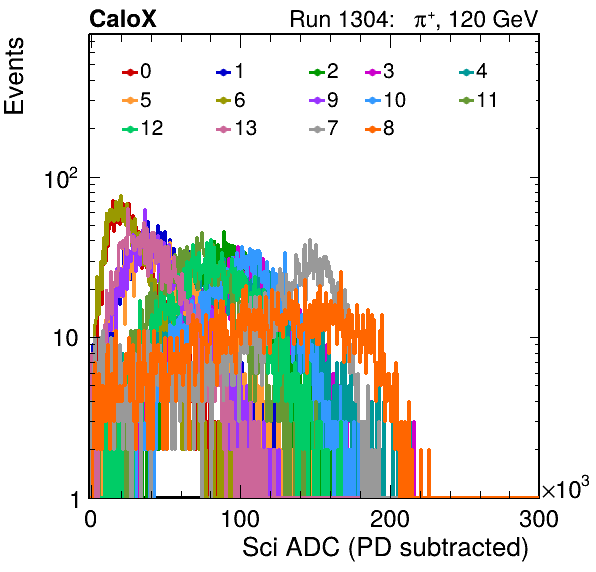 CaloX Run 1304: π⁺, 120 GeV
Events
0 1 2 3 4
5 6 9 10 11
12 13 7 8
10²
10
1
0 100 200 300
×10³
Sci ADC (PD subtracted)